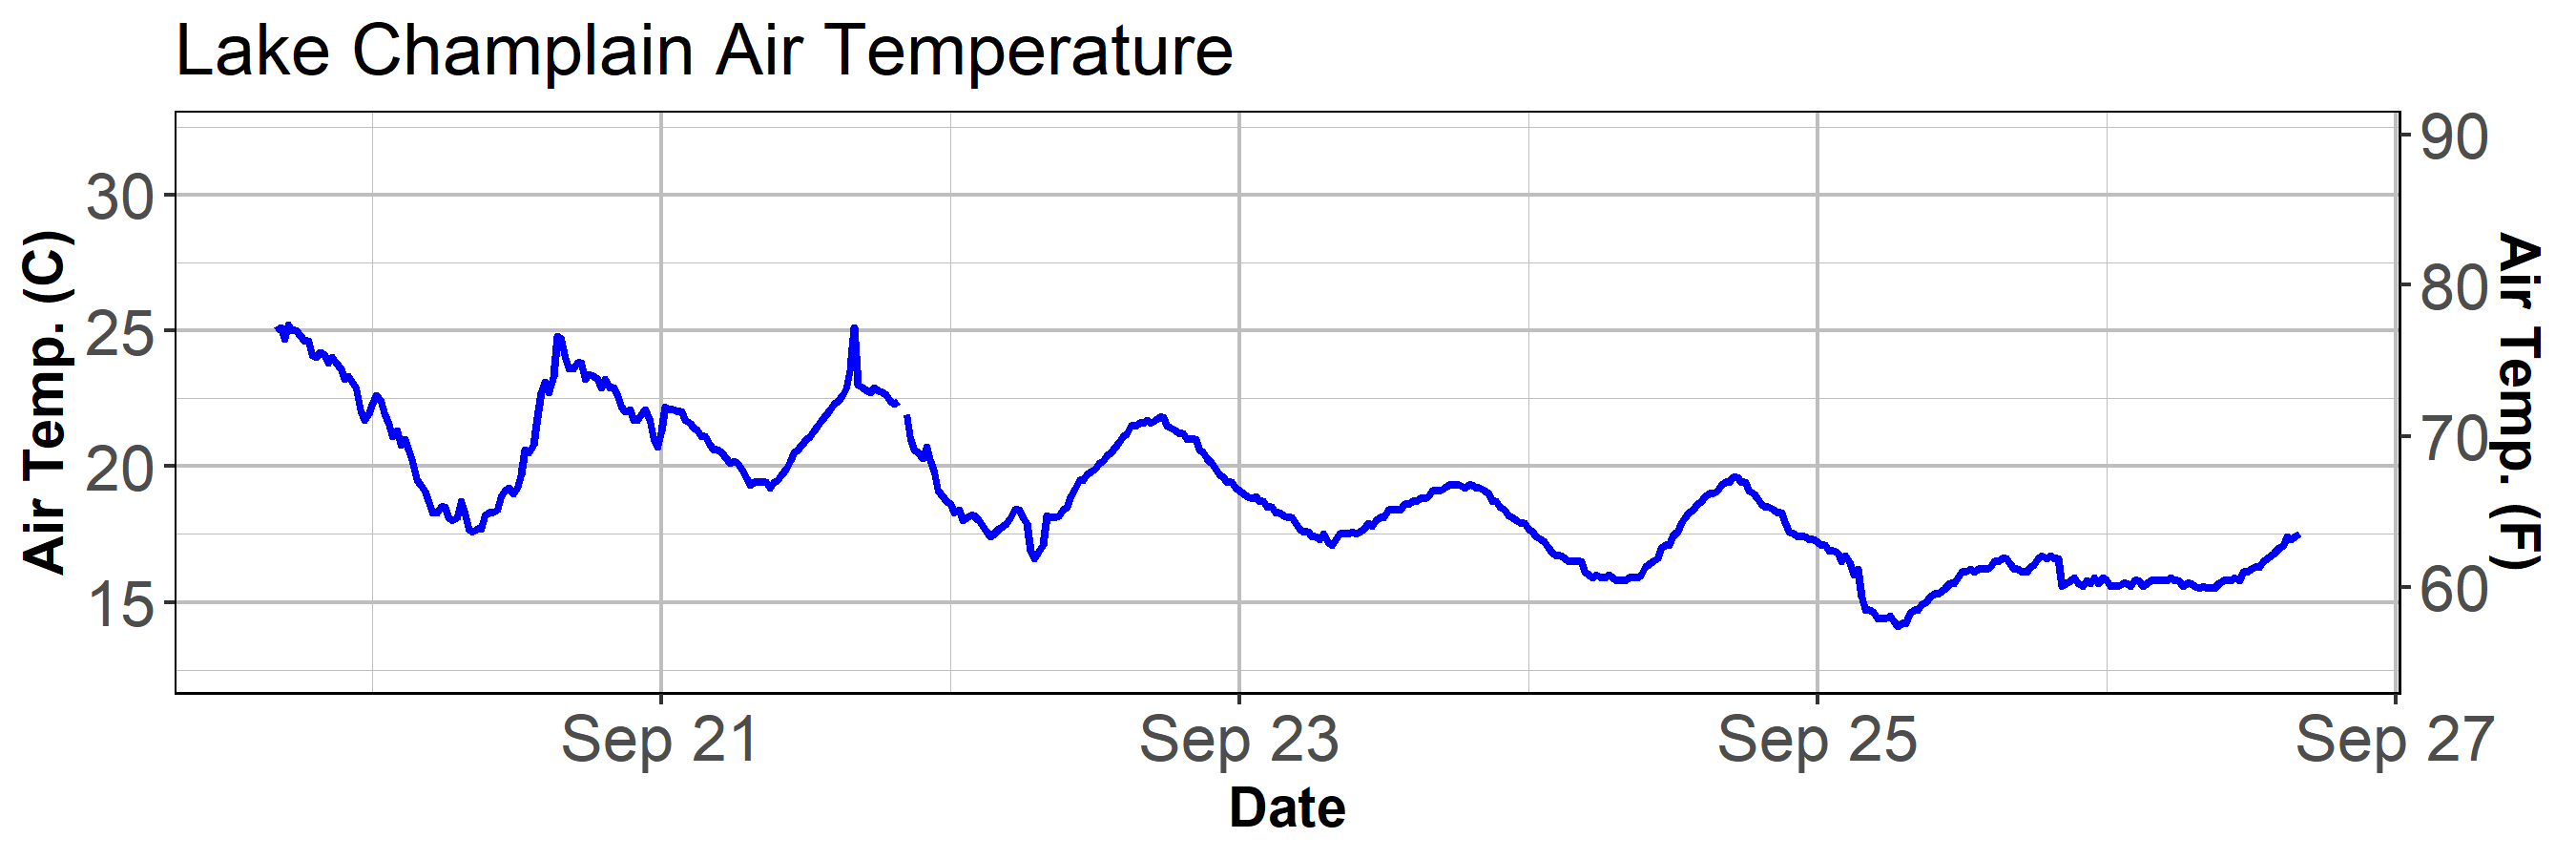 Lake Champlain Air Temperature
Air Temp. (C)
30
25
20
15
90
80
70
60
Air Temp. (F)
Sep 21 Sep 23 Sep 25 Sep 27
Date